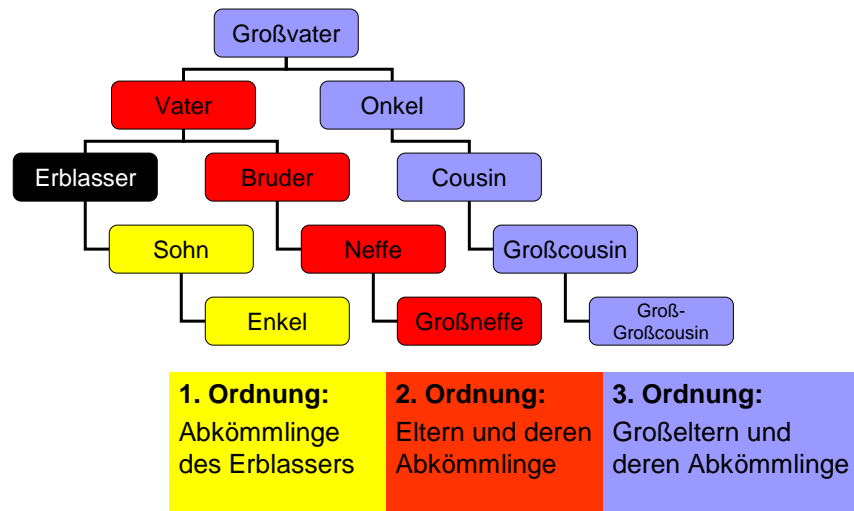 Großvater
Vater
Onkel
Erblasser
Bruder
Cousin
Sohn
Neffe
Großcousin
Enkel
Großneffe
Groß-
Großcousin
1. Ordnung:
Abkömmlinge
des Erblassers
2. Ordnung:
Eltern und deren
Abkömmlinge
3. Ordnung:
Großeltern und
deren Abkömmlinge